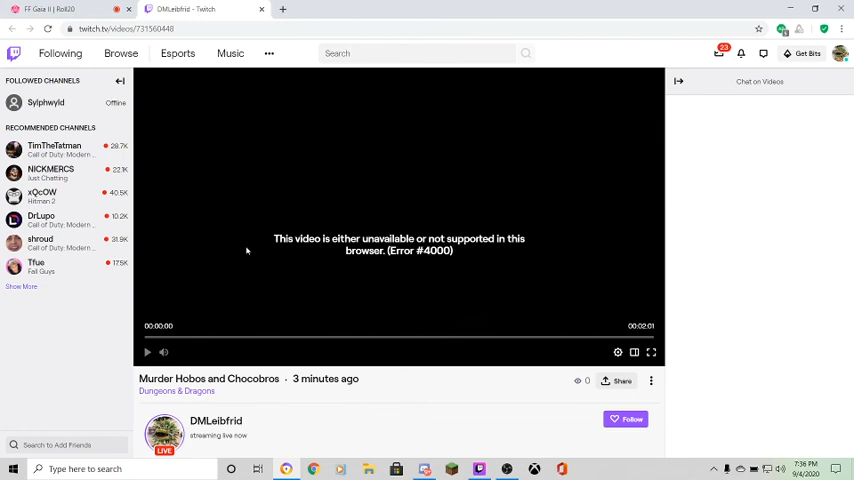 FF Gaia II | Roll20
DMLeibfrid - Twitch
twitch.tv/videos/731560448
Following
Browse
Esports
Music
Search
23
Get Bits
FOLLOWED CHANNELS
Sylphwyld
Offline
RECOMMENDED CHANNELS
TimTheTatman
28.7K
Call of Duty: Modern ...
NICKMERCS
22.1K
Just Chatting
xQcOW
40.5K
Hitman 2
DrLupo
10.2K
Call of Duty: Modern ...
shroud
31.9K
Call of Duty: Modern ...
Tfue
17.5K
Fall Guys
Show More
Search to Add Friends
Chat on Videos
This video is either unavailable or not supported in this
browser. (Error #4000)
00:00:00
00:02:01
Murder Hobos and Chocobros · 3 minutes ago
Dungeons & Dragons
0
Share
DMLeibfrid
streaming live now
LIVE
Follow
Type here to search
7:36 PM
9/4/2020